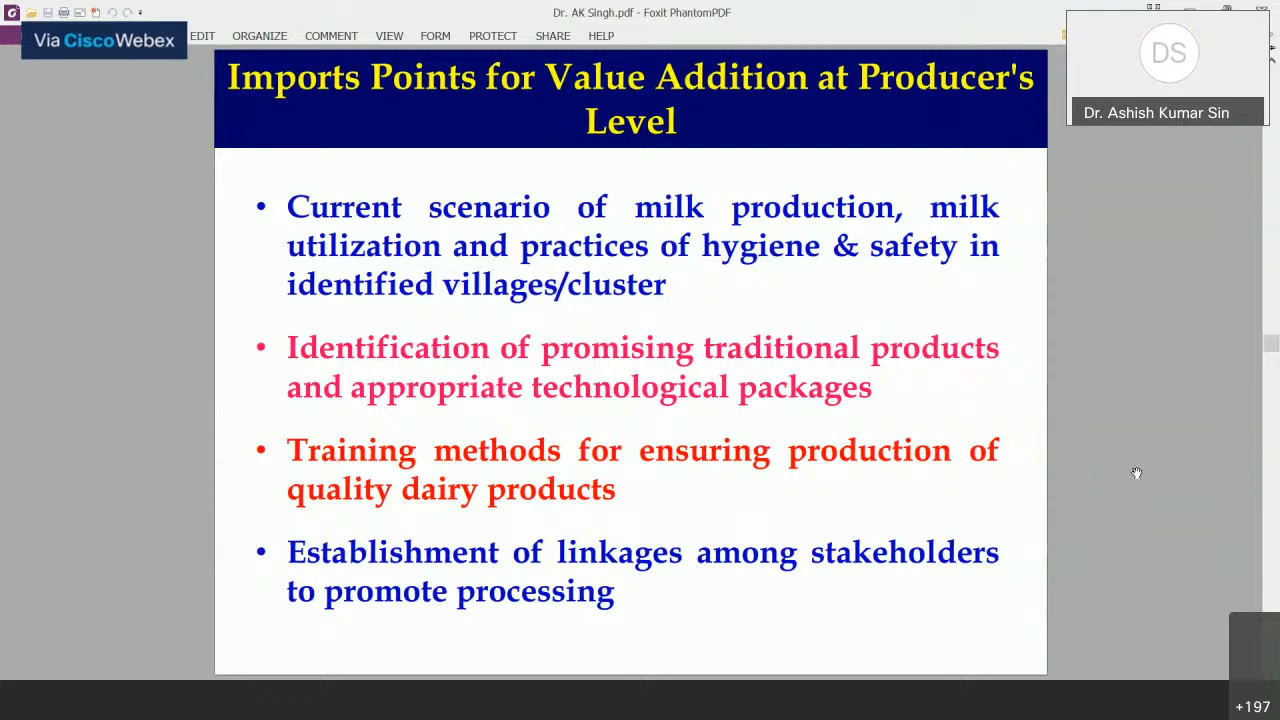 Dr. AK Singh.pdf - Foxit PhantomPDF
Via CiscoWebex
EDIT ORGANIZE COMMENT VIEW FORM PROTECT SHARE HELP
DS
Dr. Ashish Kumar Sin
Imports Points for Value Addition at Producer's
Level
• Current scenario of milk production, milk
utilization and practices of hygiene & safety in
identified villages/cluster
• Identification of promising traditional products
and appropriate technological packages
• Training methods for ensuring production of
quality dairy products
• Establishment of linkages among stakeholders
to promote processing
+197